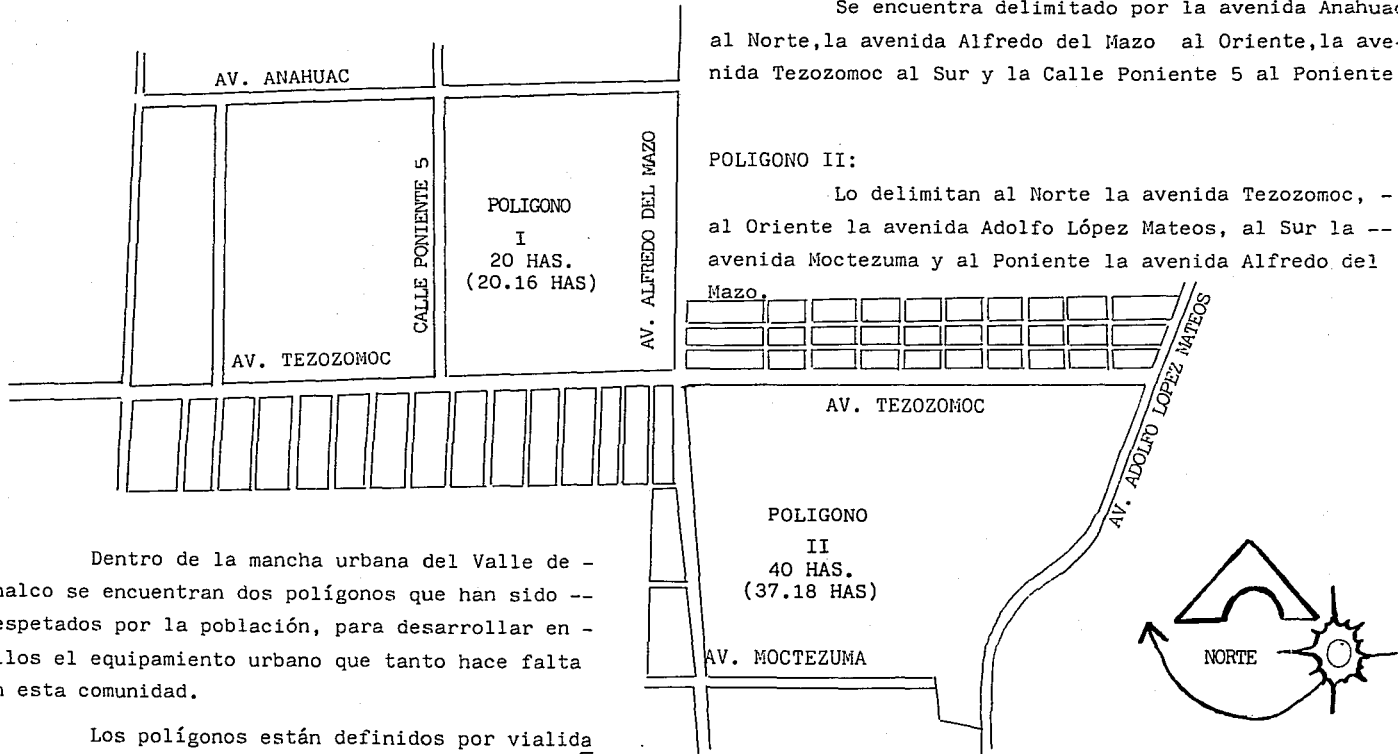 Se encuentra delimitado por la avenida Anahuac
al Norte,la avenida Alfredo del Mazo al Oriente,la ave-
nida Tezozomoc al Sur y la Calle Poniente 5 al Poniente
POLIGONO II:
Lo delimitan al Norte la avenida Tezozomoc, -
al Oriente la avenida Adolfo López Mateos, al Sur la --
avenida Moctezuma y al Poniente la avenida Alfredo del
Mazo.
AV. ANAHUAC
CALLE PONIENTE 5
POLIGONO
I
20 HAS.
(20.16 HAS)
AV. ALFREDO DEL MAZO
AV. TEZOZOMOC
AV. TEZOZOMOC
AV. ADOLFO LOPEZ MATEOS
POLIGONO
II
40 HAS.
(37.18 HAS)
AV. MOCTEZUMA
NORTE
Dentro de la mancha urbana del Valle de -
halco se encuentran dos polígonos que han sido --
espetados por la población, para desarrollar en -
llos el equipamiento urbano que tanto hace falta
n esta comunidad.
Los polígonos están definidos por vialida